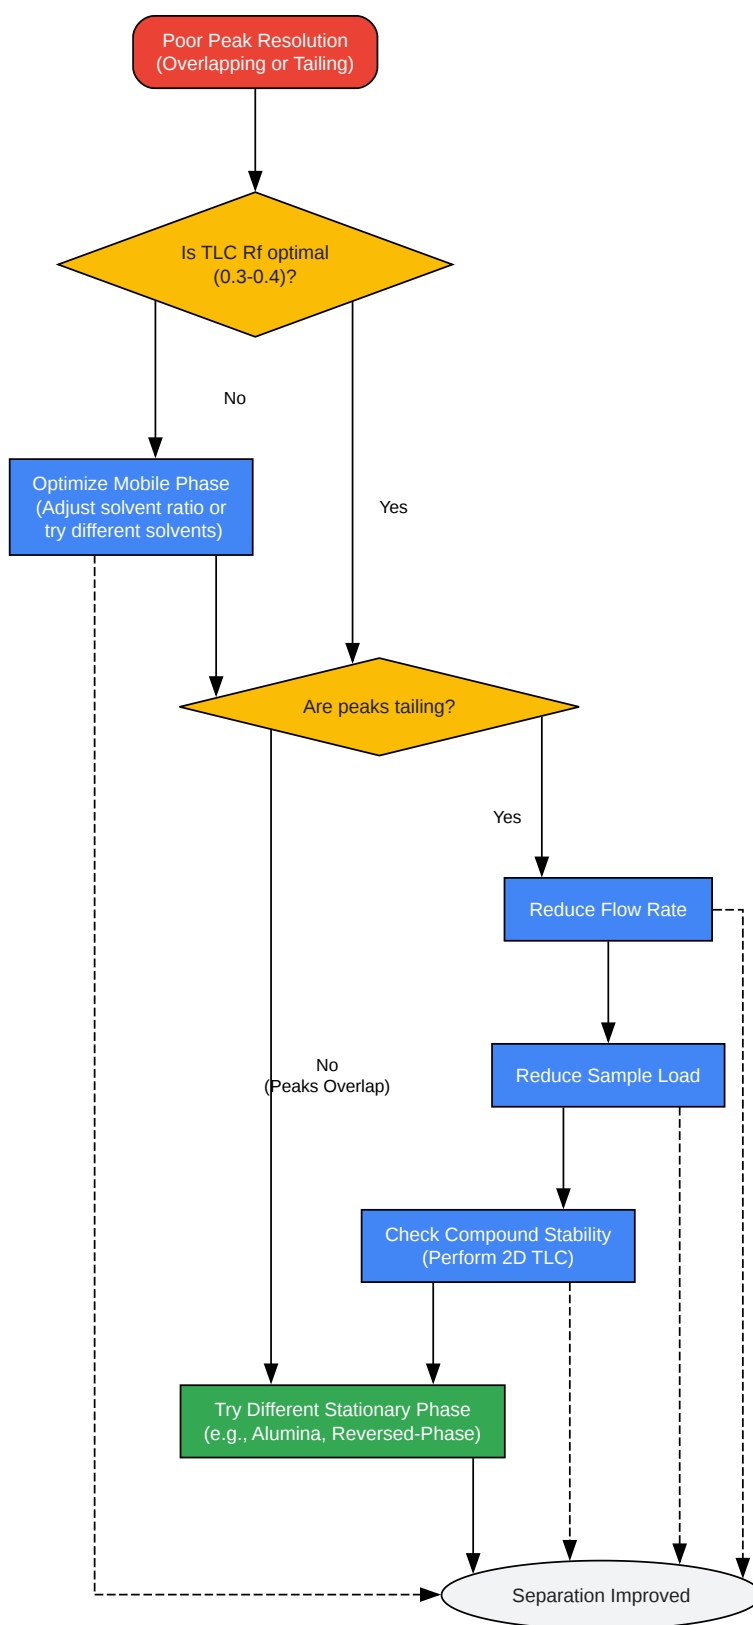 Poor Peak Resolution
(Overlapping or Tailing)
Is TLC Rf optimal
(0.3-0.4)?
No
Optimize Mobile Phase
(Adjust solvent ratio or
try different solvents)
Yes
Are peaks tailing?
Yes
Reduce Flow Rate
No
(Peaks Overlap)
Reduce Sample Load
Check Compound Stability
(Perform 2D TLC)
Try Different Stationary Phase
(e.g., Alumina, Reversed-Phase)
Separation Improved